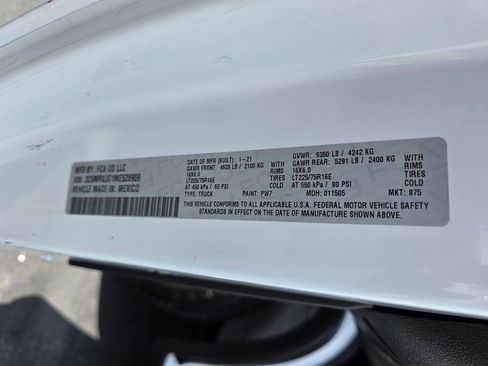 MFD BY: FCA US LLC
DATE OF MFR (BUILT): 1-21
GVWR: 9350 LB / 4242 KG
GAWR FRONT: 4629 LB / 2100 KG WITH
16X6.0 RIMS
LT225/75R16E TIRES
AT 450 kPa / 65 PSI COLD
GAWR REAR: 5291 LB / 2400 KG WITH
16X6.0 RIMS
LT225/75R16E TIRES
AT 550 kPa / 80 PSI COLD
VIN:
VEHICLE MADE IN: MEXICO
TYPE: TRUCK
PAINT: PW7
MDH: 011505
MKT: 875
THIS VEHICLE CONFORMS TO ALL APPLICABLE U.S.A. FEDERAL MOTOR VEHICLE
SAFETY STANDARDS IN EFFECT ON THE DATE OF MANUFACTURE SHOWN ABOVE.